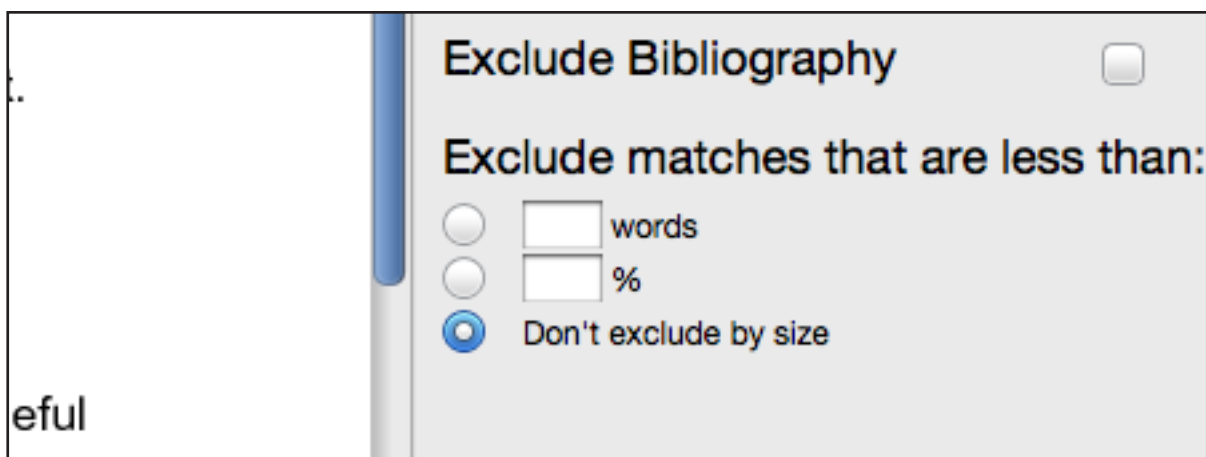 t.
Exclude Bibliography
Exclude matches that are less than:
words
%
Don't exclude by size
eful